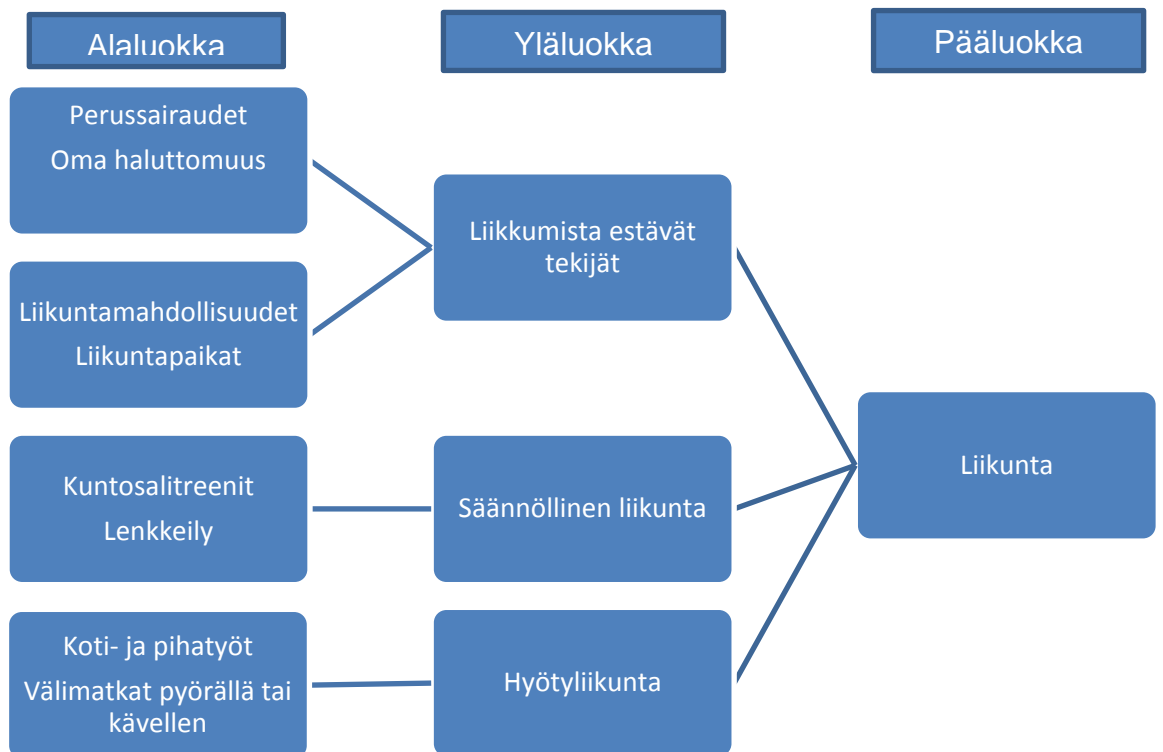 Alaluokka
Yläluokka
Pääluokka
Perussairaudet
Oma haluttomuus
Liikuntamahdollisuudet
Liikuntapaikat
Kuntosalitreenit
Lenkkeily
Koti- ja pihatyöt
Välimatkat pyörällä tai
kävellen
Liikkumista estävät
tekijät
Säännöllinen liikunta
Hyötyliikunta
Liikunta